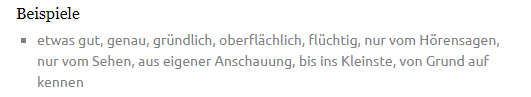 Beispiele
etwas gut, genau, gründlich, oberflächlich, flüchtig, nur vom Hörensagen,
nur vom Sehen, aus eigener Anschauung, bis ins Kleinste, von Grund auf
kennen